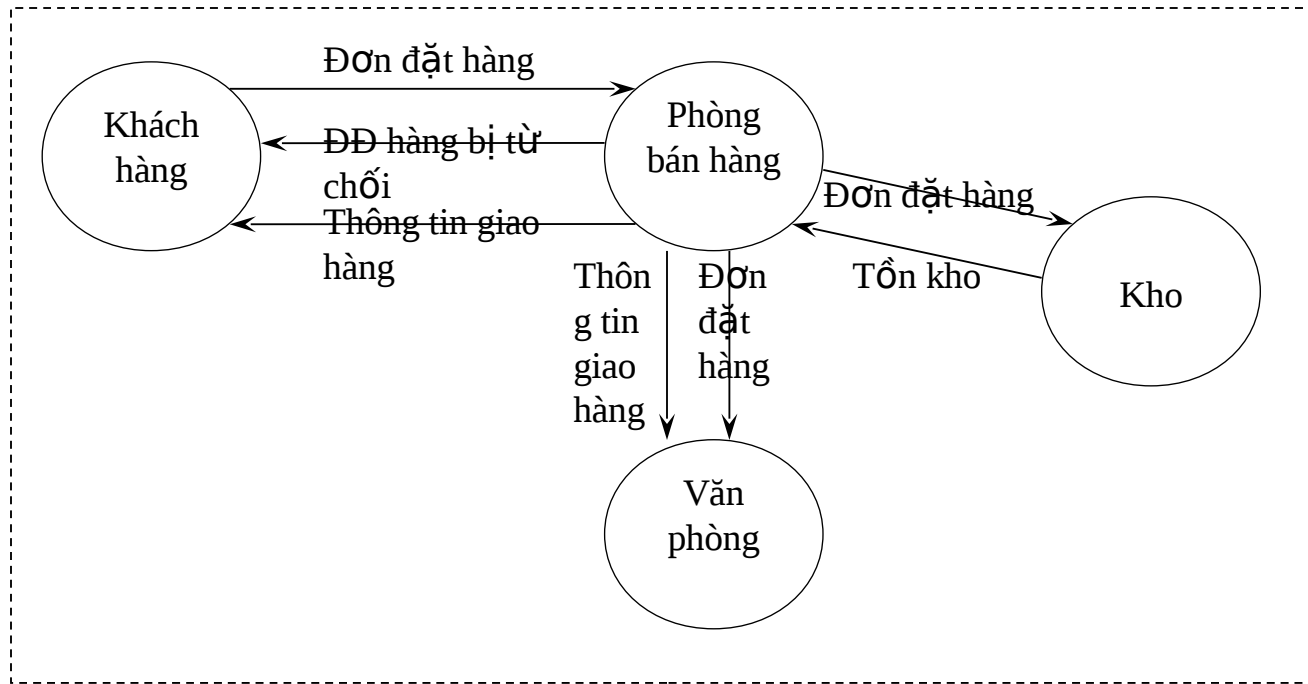 Đơn đặt hàng
Khách
hàng
Phòng
bán hàng
ĐĐ hàng bị từ
chối
Thông tin giao
hàng
Đơn đặt hàng
Tồn kho
Kho
Thôn
g tin
giao
hàng
Đơn
đặt
hàng
Văn
phòng